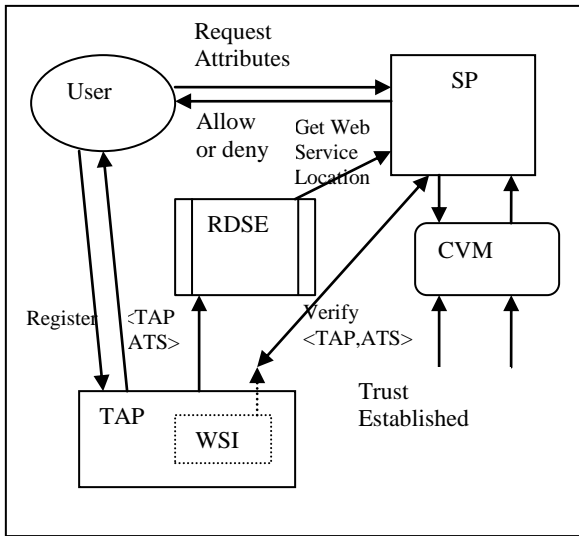 Request
Attributes
User
SP
Allow
or deny
Get Web
Service
Location
RDSE
CVM
Register
<TAP
ATS>
Verify
<TAP,ATS>
Trust
Established
TAP
WSI